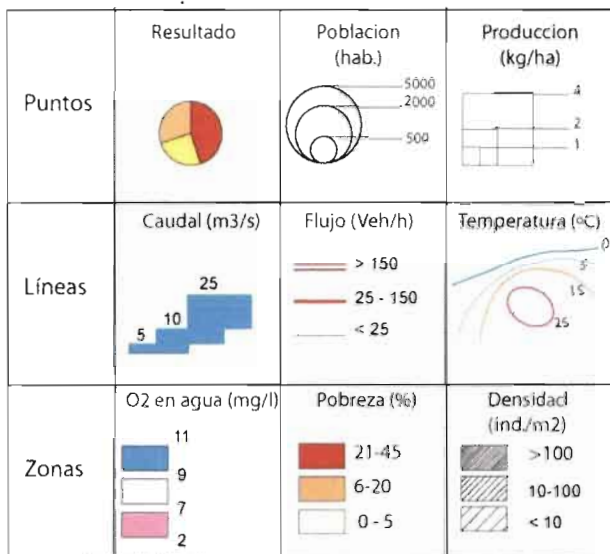 Resultado
Poblacion
(hab.)
Produccion
(kg/ha)
Puntos
5000
2000
500
4
2
1
Líneas
Caudal (m3/s)
25
10
5
Flujo (Veh/h)
> 150
25 - 150
< 25
Temperatura (ºC)
0
5
15
25
Zonas
O2 en agua (mg/l)
11
9
7
2
Pobreza (%)
21-45
6-20
0 - 5
Densidad
(ind./m2)
>100
10-100
< 10